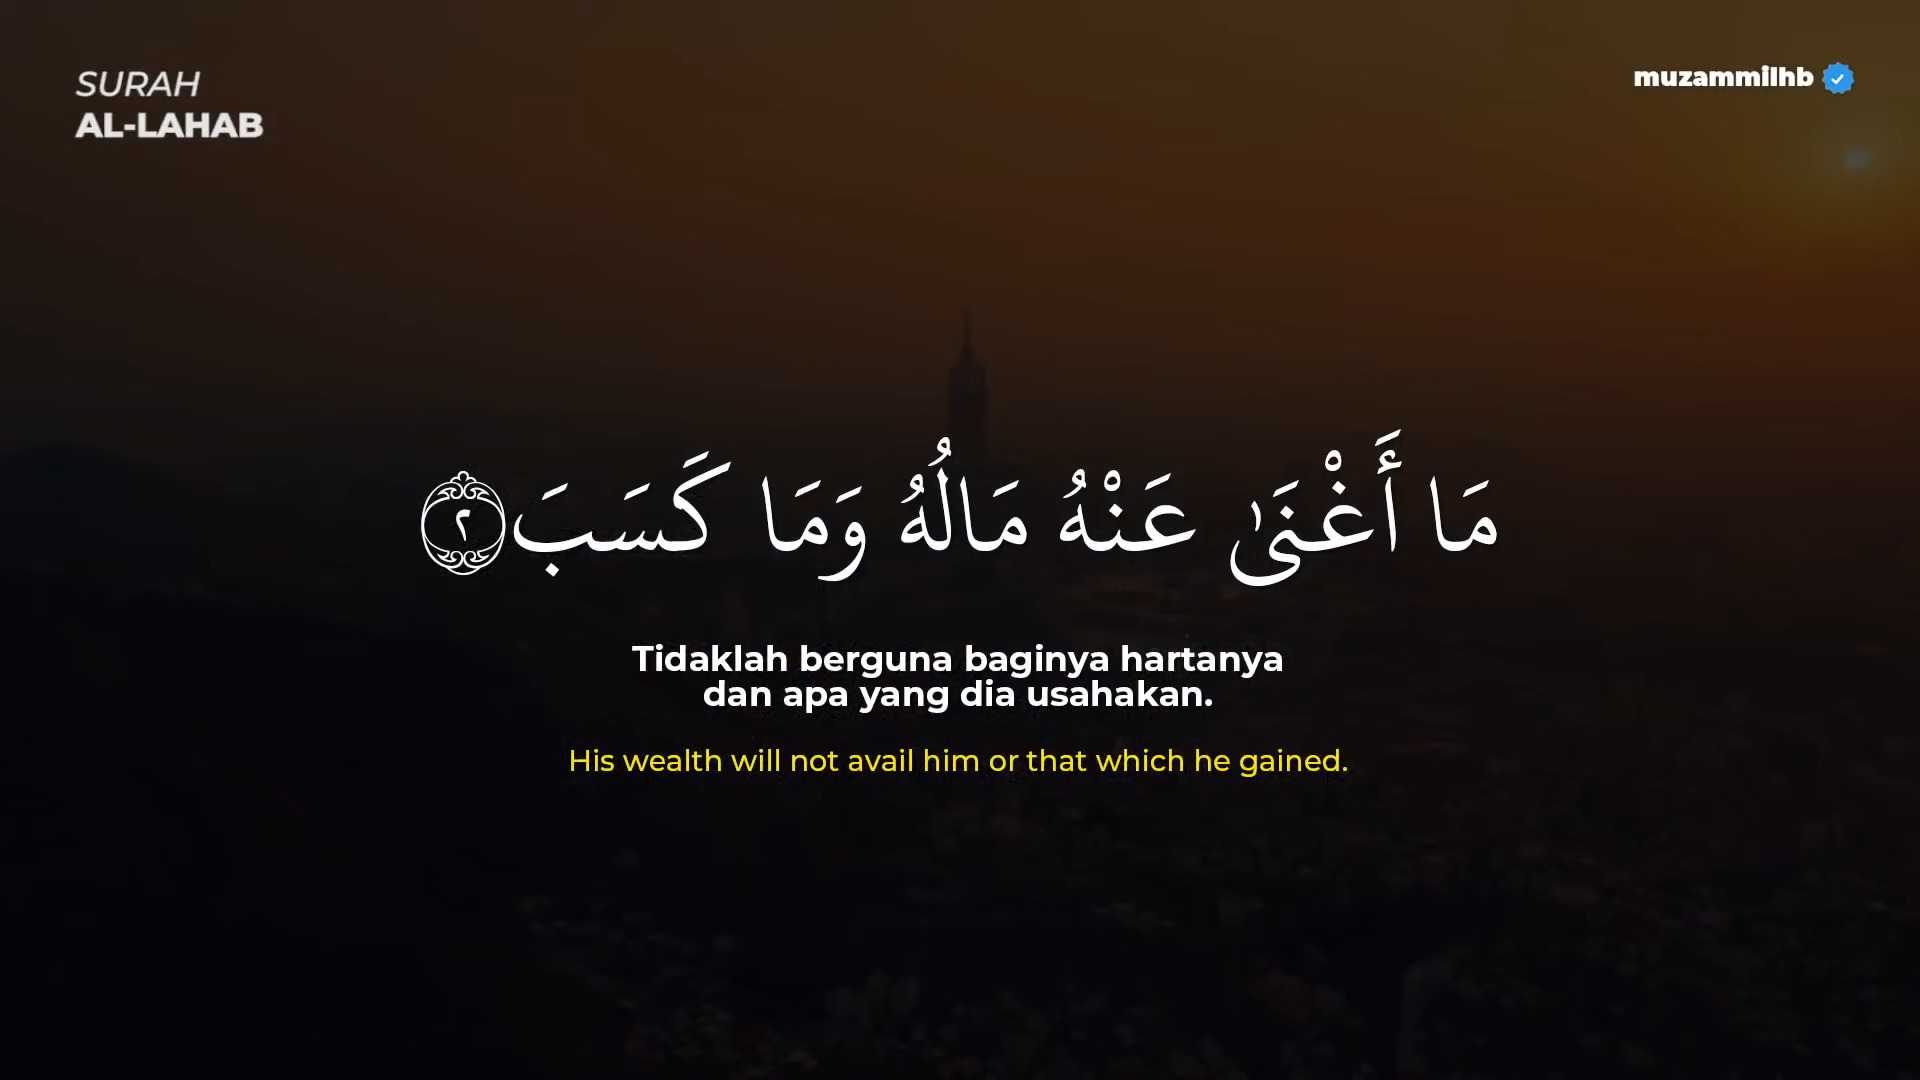 SURAH
AL-LAHAB
muzammilhb
مَا أَغْنَىٰ عَنْهُ مَالُهُ وَمَا كَسَبَ ٢
Tidaklah berguna baginya hartanya
dan apa yang dia usahakan.
His wealth will not avail him or that which he gained.